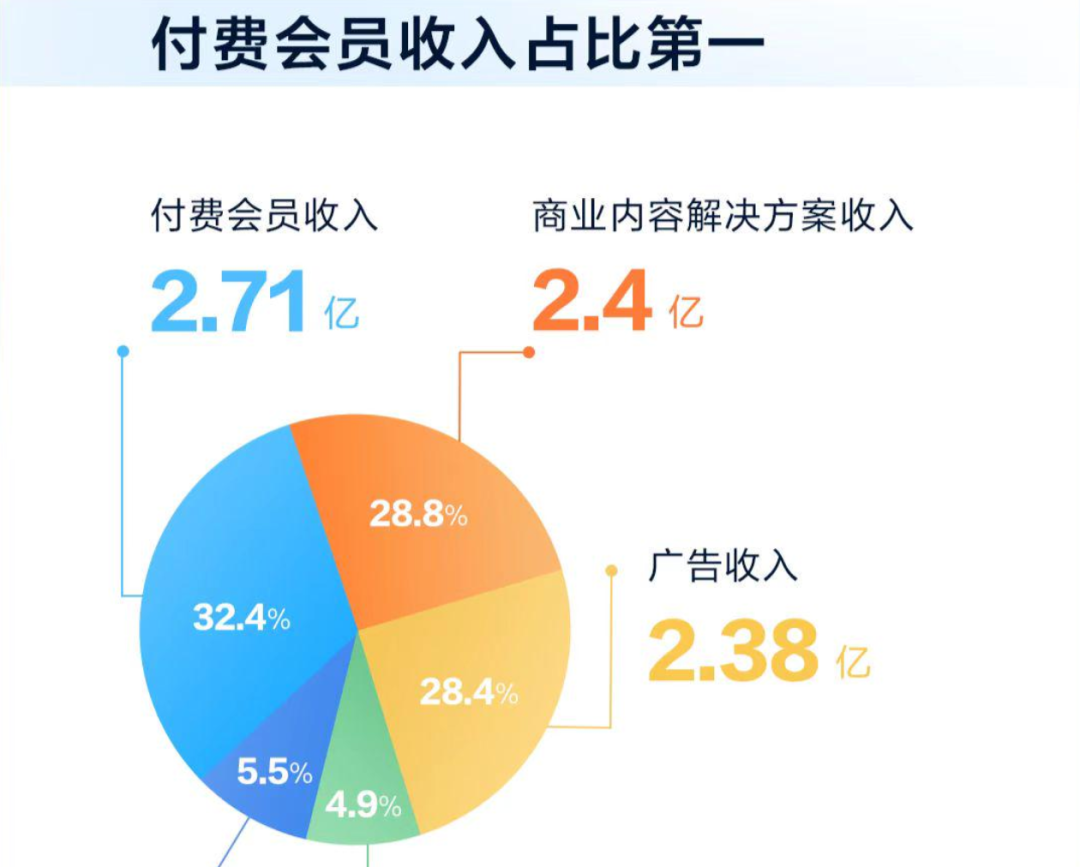 付费会员收入占比第一
付费会员收入
2.71 亿
商业内容解决方案收入
2.4 亿
28.8%
广告收入
2.38 亿
32.4%
28.4%
5.5%
4.9%